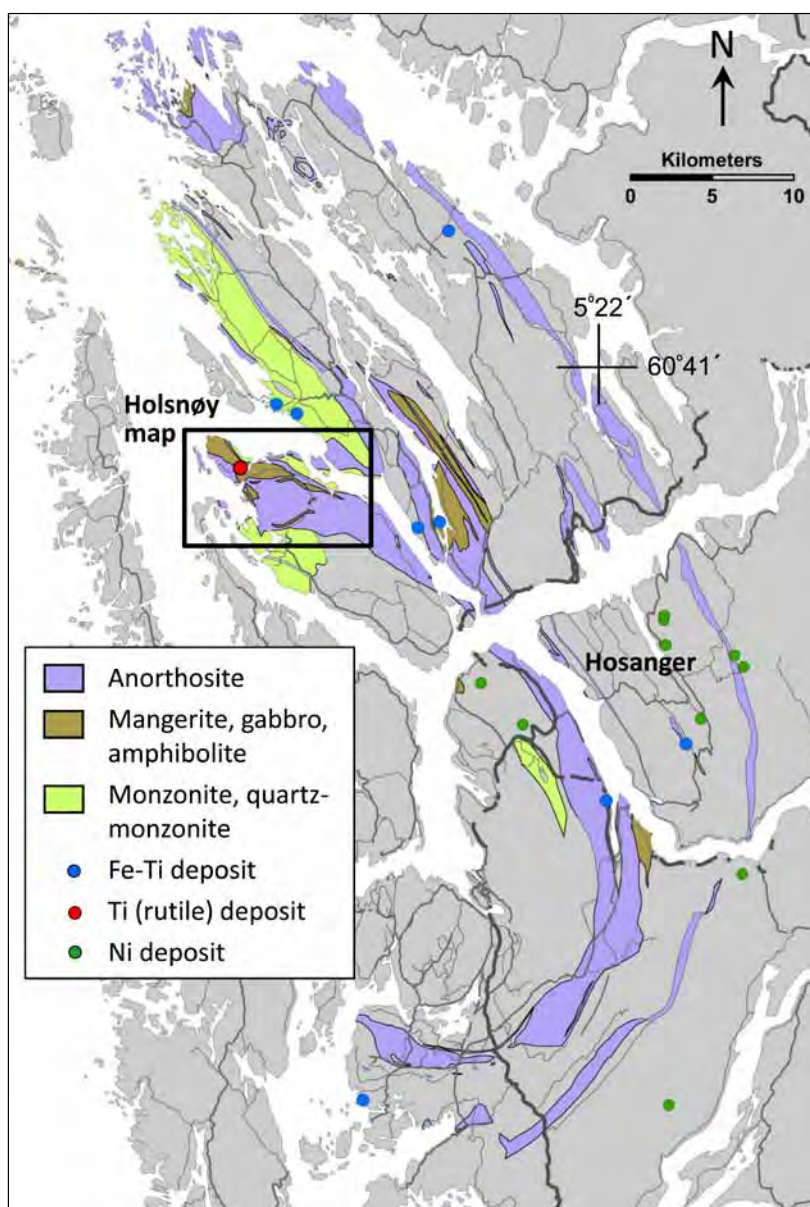 N
Kilometers
0 5 10
5°22´
60°41´
Holsnøy
map
Hosanger
Anorthosite
Mangerite, gabbro,
amphibolite
Monzonite, quartz-
monzonite
Fe-Ti deposit
Ti (rutile) deposit
Ni deposit